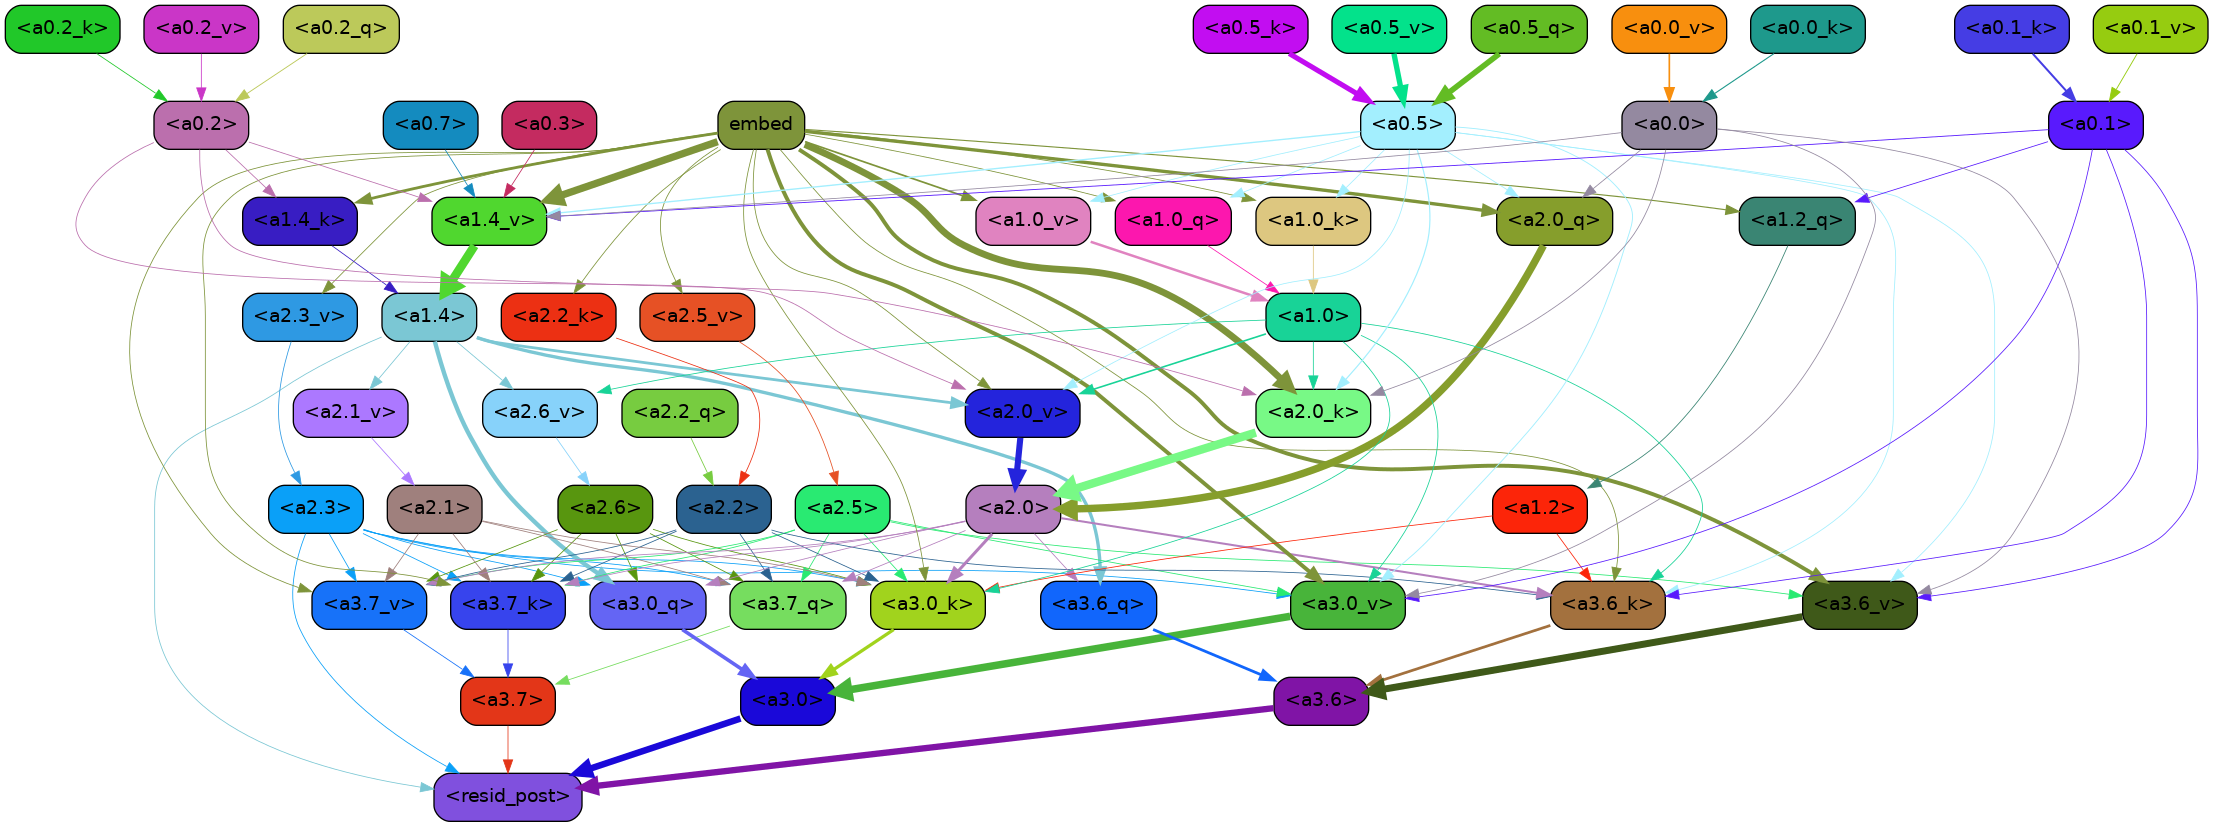 <a0.2_k> <a0.2_v> <a0.2_q> <a0.5_k> <a0.5_v> <a0.5_q> <a0.0_v> <a0.0_k> <a0.1_k> <a0.1_v>
<a0.2> <a0.7> <a0.3> embed <a0.5> <a0.0> <a0.1>
<a1.4_k> <a1.4_v> <a1.0_v> <a1.0_q> <a1.0_k> <a2.0_q> <a1.2_q>
<a2.3_v> <a1.4> <a2.2_k> <a2.5_v> <a1.0>
<a2.1_v> <a2.6_v> <a2.2_q> <a2.0_v> <a2.0_k>
<a2.3> <a2.1> <a2.6> <a2.2> <a2.5> <a2.0> <a1.2>
<a3.7_v> <a3.7_k> <a3.0_q> <a3.7_q> <a3.0_k> <a3.6_q> <a3.0_v> <a3.6_k> <a3.6_v>
<a3.7> <a3.0> <a3.6>
<resid_post>